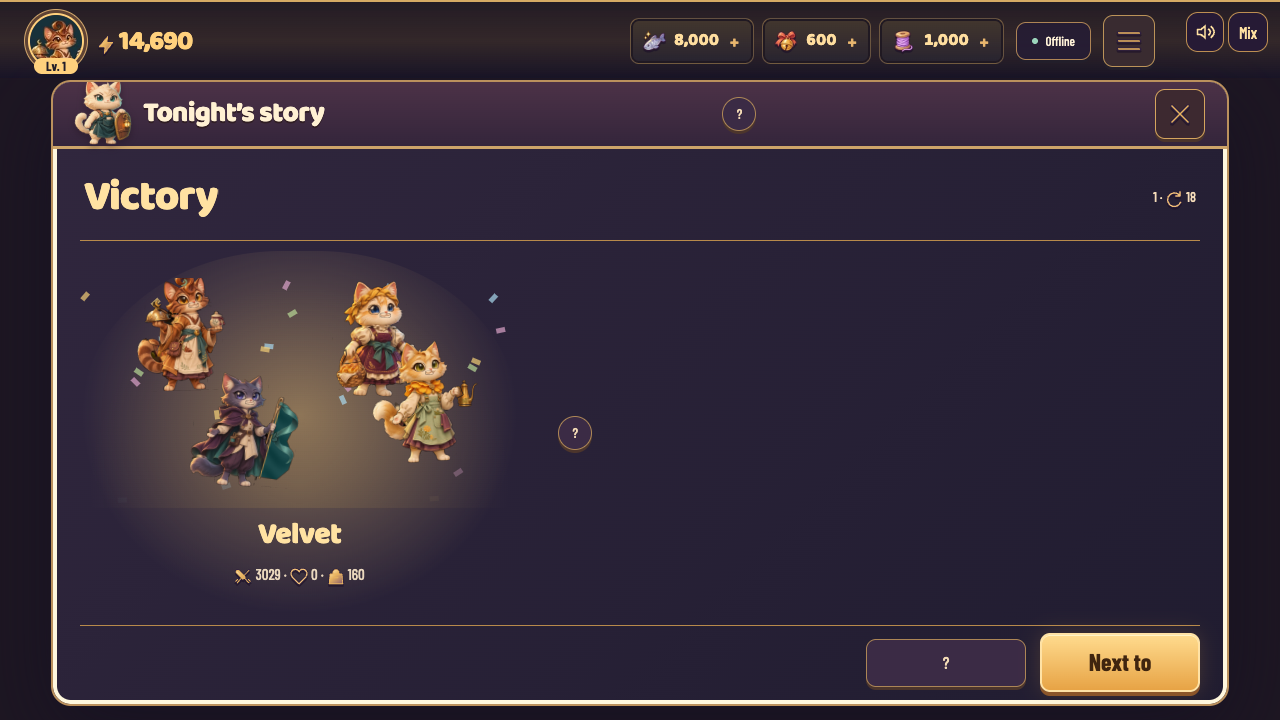 14,690
8,000 +
600 +
1,000 +
Offline
Mix
Lv. 1
Tonight's story
?
Victory
1 · 18
?
Velvet
3029 · 0 · 160
?
Next to